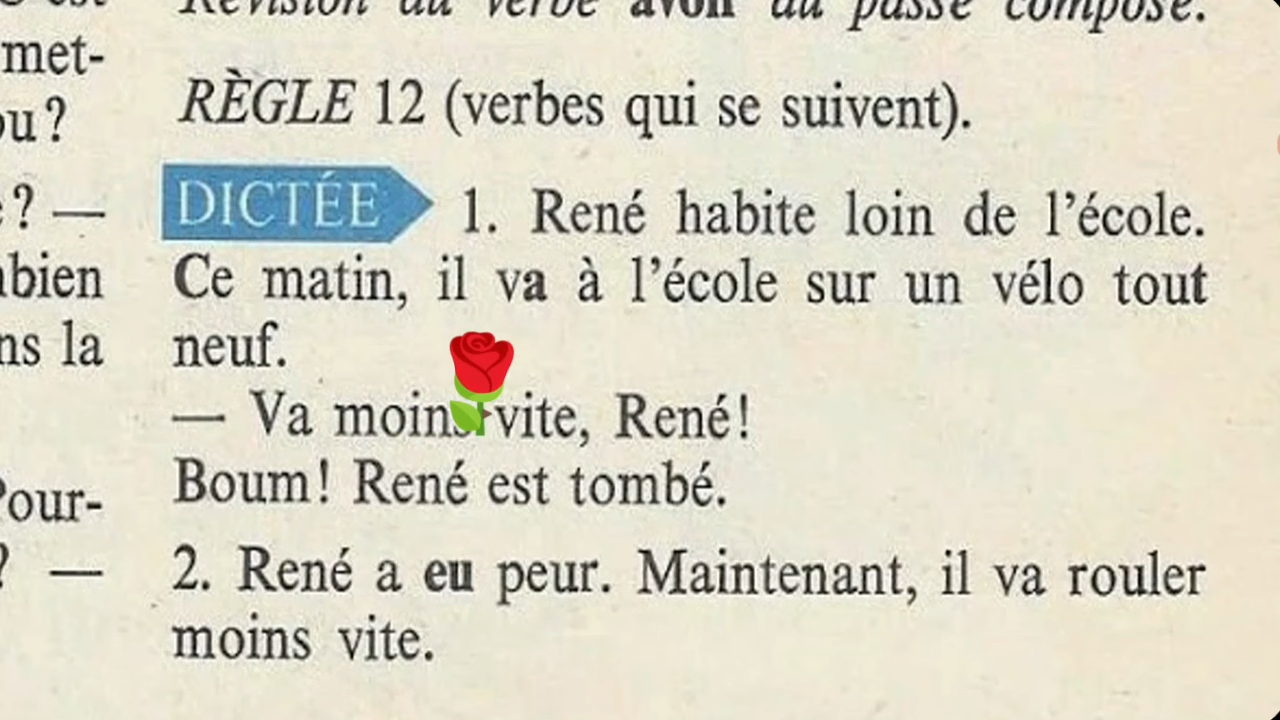 Révision du verbe avoir au passé composé.
RÈGLE 12 (verbes qui se suivent).
DICTÉE 1. René habite loin de l'école.
Ce matin, il va à l'école sur un vélo tout
neuf.
— Va moins vite, René!
Boum! René est tombé.
2. René a eu peur. Maintenant, il va rouler
moins vite.
met-
? —
la
? —